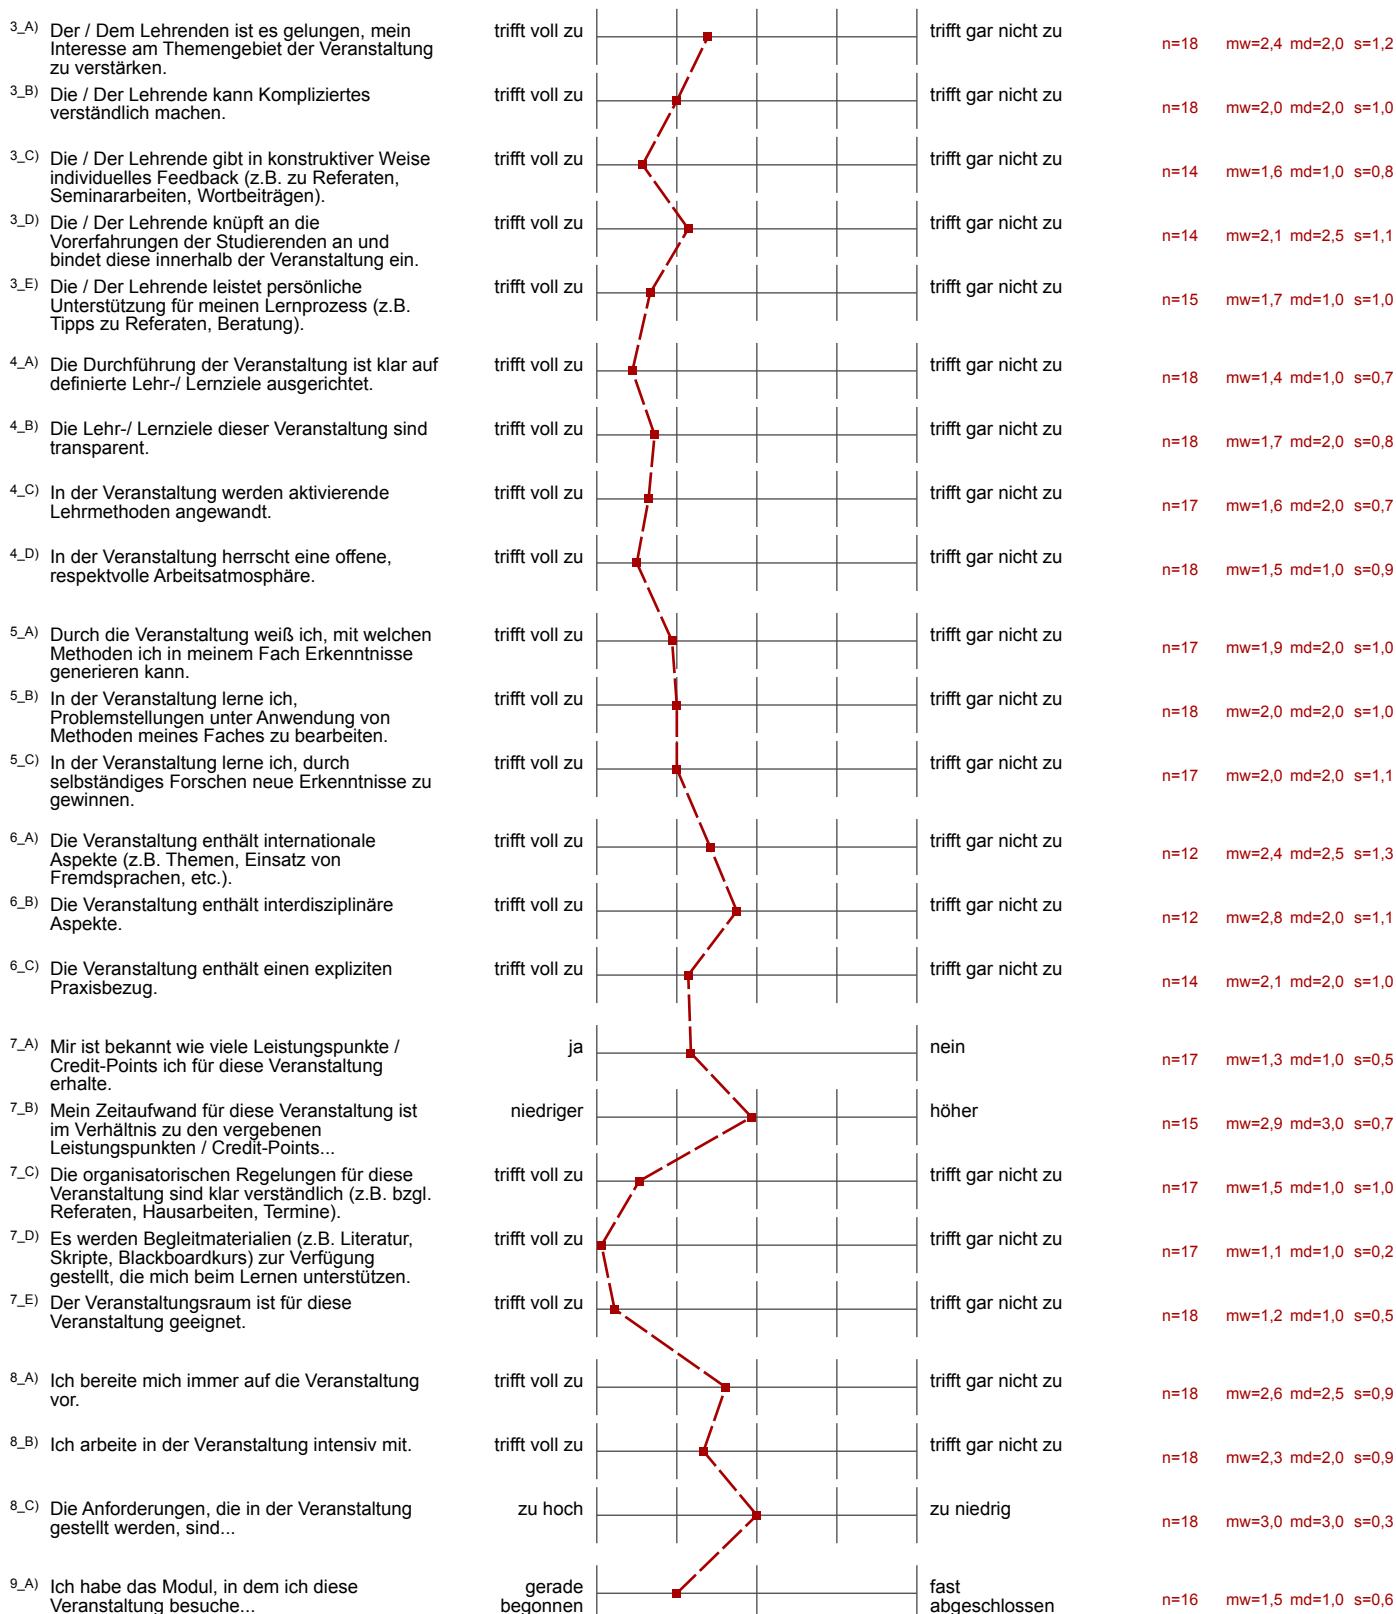 3_A) Der / Dem Lehrenden ist es gelungen, mein
Interesse am Themengebiet der Veranstaltung
zu verstärken.
trifft voll zu
trifft gar nicht zu
n=18 mw=2,4 md=2,0 s=1,2
3_B) Die / Der Lehrende kann Kompliziertes
verständlich machen.
trifft voll zu
trifft gar nicht zu
n=18 mw=2,0 md=2,0 s=1,0
3_C) Die / Der Lehrende gibt in konstruktiver Weise
individuelles Feedback (z.B. zu Referaten,
Seminararbeiten, Wortbeiträgen).
trifft voll zu
trifft gar nicht zu
n=14 mw=1,6 md=1,0 s=0,8
3_D) Die / Der Lehrende knüpft an die
Vorerfahrungen der Studierenden an und
bindet diese innerhalb der Veranstaltung ein.
trifft voll zu
trifft gar nicht zu
n=14 mw=2,1 md=2,5 s=1,1
3_E) Die / Der Lehrende leistet persönliche
Unterstützung für meinen Lernprozess (z.B.
Tipps zu Referaten, Beratung).
trifft voll zu
trifft gar nicht zu
n=15 mw=1,7 md=1,0 s=1,0
4_A) Die Durchführung der Veranstaltung ist klar auf
definierte Lehr-/ Lernziele ausgerichtet.
trifft voll zu
trifft gar nicht zu
n=18 mw=1,4 md=1,0 s=0,7
4_B) Die Lehr-/ Lernziele dieser Veranstaltung sind
transparent.
trifft voll zu
trifft gar nicht zu
n=18 mw=1,7 md=2,0 s=0,8
4_C) In der Veranstaltung werden aktivierende
Lehrmethoden angewandt.
trifft voll zu
trifft gar nicht zu
n=17 mw=1,6 md=2,0 s=0,7
4_D) In der Veranstaltung herrscht eine offene,
respektvolle Arbeitsatmosphäre.
trifft voll zu
trifft gar nicht zu
n=18 mw=1,5 md=1,0 s=0,9
5_A) Durch die Veranstaltung weiß ich, mit welchen
Methoden ich in meinem Fach Erkenntnisse
generieren kann.
trifft voll zu
trifft gar nicht zu
n=17 mw=1,9 md=2,0 s=1,0
5_B) In der Veranstaltung lerne ich,
Problemstellungen unter Anwendung von
Methoden meines Faches zu bearbeiten.
trifft voll zu
trifft gar nicht zu
n=18 mw=2,0 md=2,0 s=1,0
5_C) In der Veranstaltung lerne ich, durch
selbständiges Forschen neue Erkenntnisse zu
gewinnen.
trifft voll zu
trifft gar nicht zu
n=17 mw=2,0 md=2,0 s=1,1
6_A) Die Veranstaltung enthält internationale
Aspekte (z.B. Themen, Einsatz von
Fremdsprachen, etc.).
trifft voll zu
trifft gar nicht zu
n=12 mw=2,4 md=2,5 s=1,3
6_B) Die Veranstaltung enthält interdisziplinäre
Aspekte.
trifft voll zu
trifft gar nicht zu
n=12 mw=2,8 md=2,0 s=1,1
6_C) Die Veranstaltung enthält einen expliziten
Praxisbezug.
trifft voll zu
trifft gar nicht zu
n=14 mw=2,1 md=2,0 s=1,0
7_A) Mir ist bekannt wie viele Leistungspunkte /
Credit-Points ich für diese Veranstaltung
erhalte.
ja
nein
n=17 mw=1,3 md=1,0 s=0,5
7_B) Mein Zeitaufwand für diese Veranstaltung ist
im Verhältnis zu den vergebenen
Leistungspunkten / Credit-Points...
niedriger
höher
n=15 mw=2,9 md=3,0 s=0,7
7_C) Die organisatorischen Regelungen für diese
Veranstaltung sind klar verständlich (z.B. bzgl.
Referaten, Hausarbeiten, Termine).
trifft voll zu
trifft gar nicht zu
n=17 mw=1,5 md=1,0 s=1,0
7_D) Es werden Begleitmaterialien (z.B. Literatur,
Skripte, Blackboardkurs) zur Verfügung
gestellt, die mich beim Lernen unterstützen.
trifft voll zu
trifft gar nicht zu
n=17 mw=1,1 md=1,0 s=0,2
7_E) Der Veranstaltungsraum ist für diese
Veranstaltung geeignet.
trifft voll zu
trifft gar nicht zu
n=18 mw=1,2 md=1,0 s=0,5
8_A) Ich bereite mich immer auf die Veranstaltung
vor.
trifft voll zu
trifft gar nicht zu
n=18 mw=2,6 md=2,5 s=0,9
8_B) Ich arbeite in der Veranstaltung intensiv mit.
trifft voll zu
trifft gar nicht zu
n=18 mw=2,3 md=2,0 s=0,9
8_C) Die Anforderungen, die in der Veranstaltung
gestellt werden, sind...
zu hoch
zu niedrig
n=18 mw=3,0 md=3,0 s=0,3
9_A) Ich habe das Modul, in dem ich diese
Veranstaltung besuche...
gerade
begonnen
fast
abgeschlossen
n=16 mw=1,5 md=1,0 s=0,6